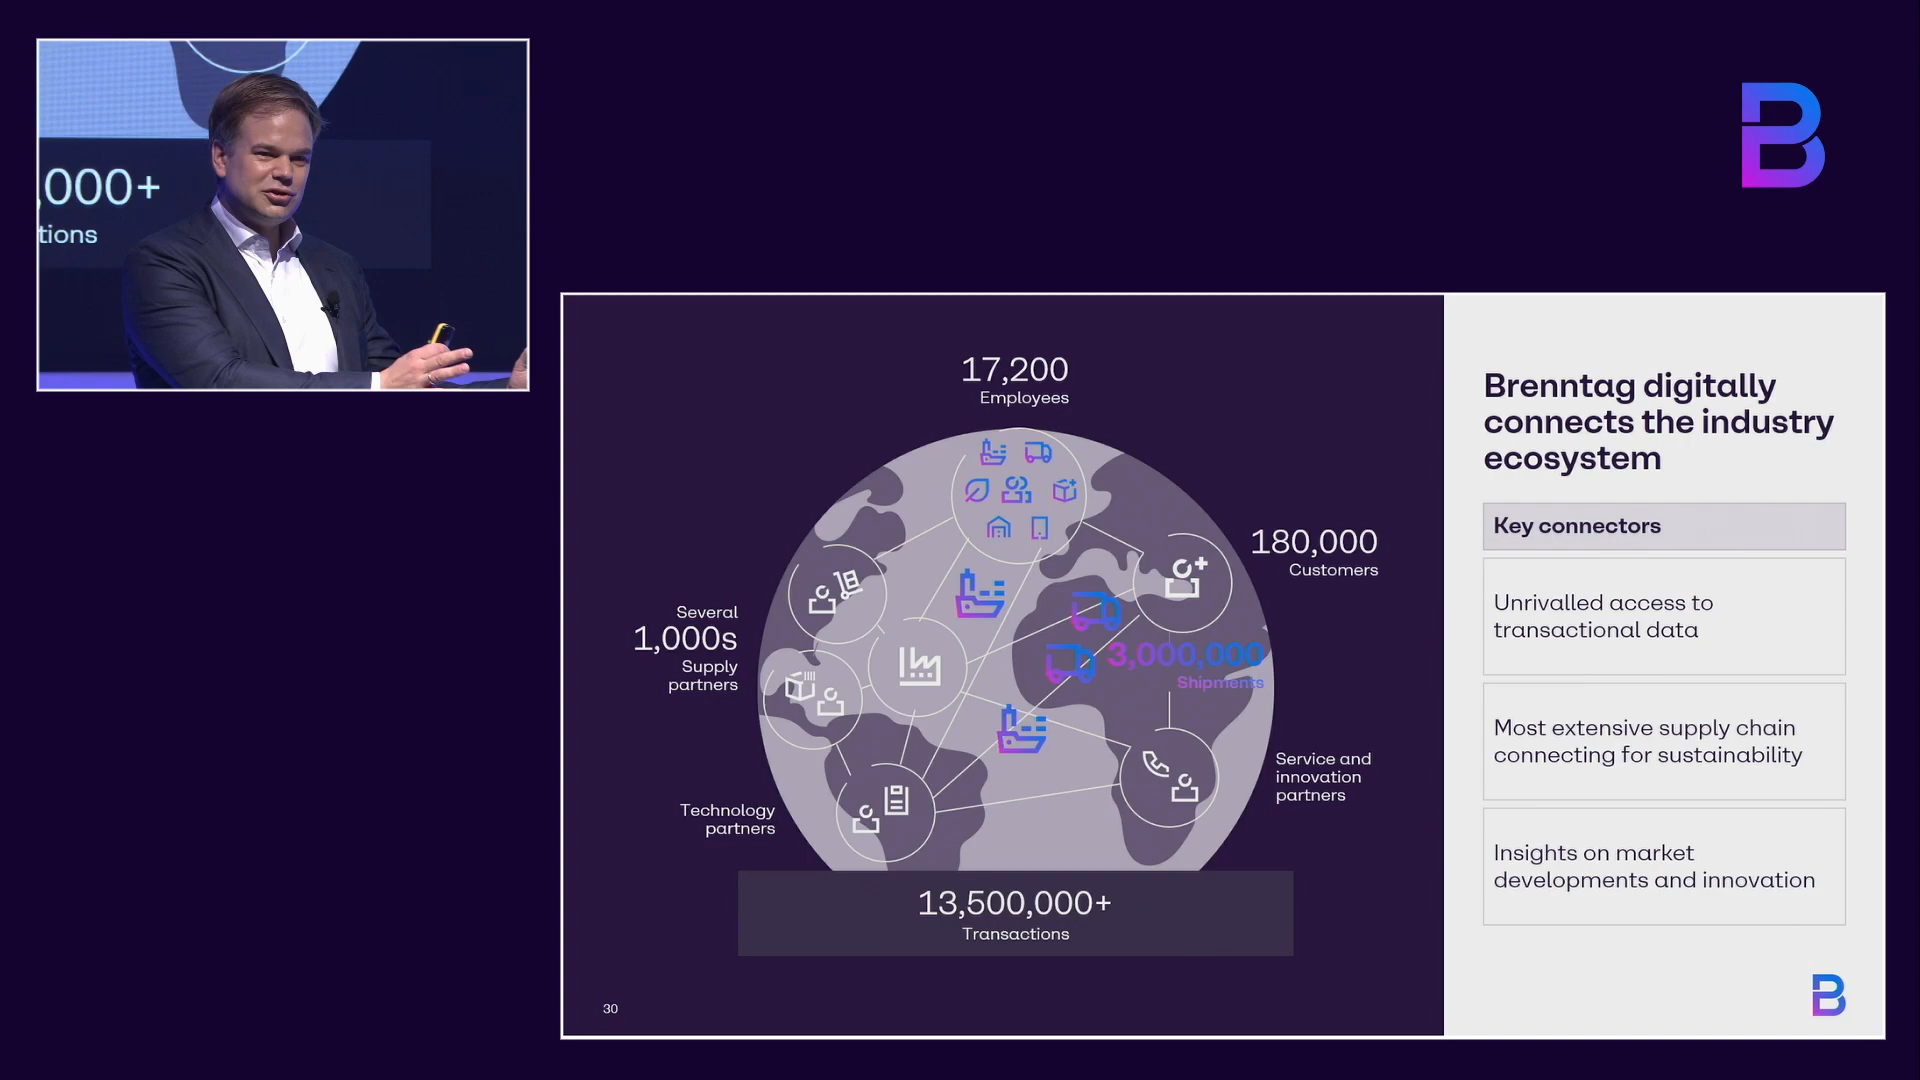 ,000+
tions
B
17,200
Employees
180,000
Customers
Several
1,000s
Supply
partners
3,000,000
Shipments
Service and
innovation
partners
Technology
partners
13,500,000+
Transactions
30
Brenntag digitally
connects the industry
ecosystem
Key connectors
Unrivalled access to
transactional data
Most extensive supply chain
connecting for sustainability
Insights on market
developments and innovation
B